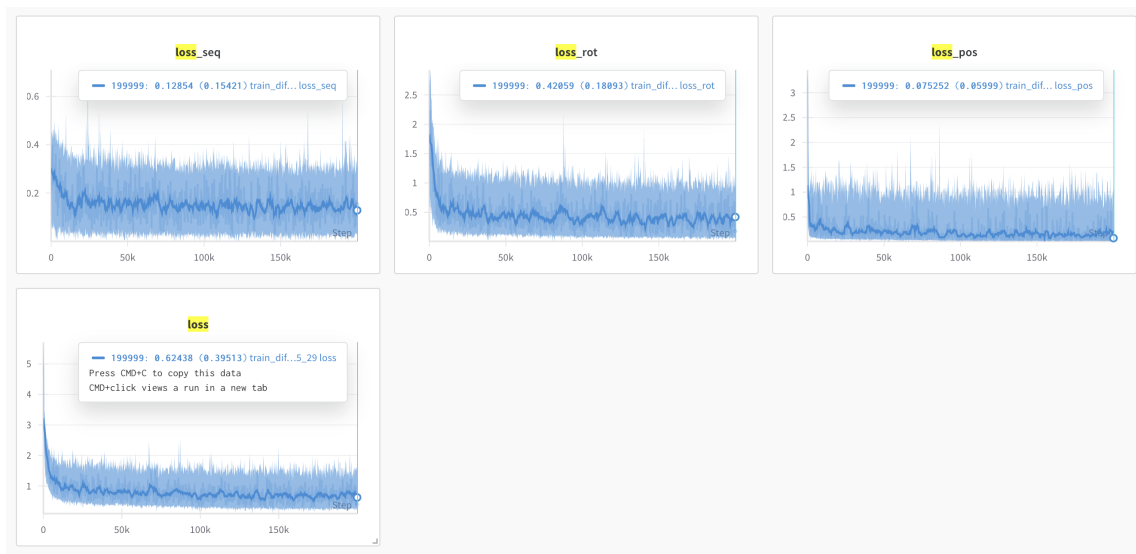 loss_seq
199999: 0.12854 (0.15421) train_dif... loss_seq
0.6
0.4
0.2
Step
0
50k
100k
150k
loss_rot
199999: 0.42059 (0.18093) train_dif... loss_rot
2.5
2
1.5
1
0.5
Step
0
50k
100k
150k
loss_pos
199999: 0.075252 (0.05999) train_dif... loss_pos
3
2.5
2
1.5
1
0.5
Step
0
50k
100k
150k
loss
199999: 0.62438 (0.39513) train_dif...5_29 loss
Press CMD+C to copy this data
CMD+click views a run in a new tab
5
4
3
2
1
Step
0
50k
100k
150k